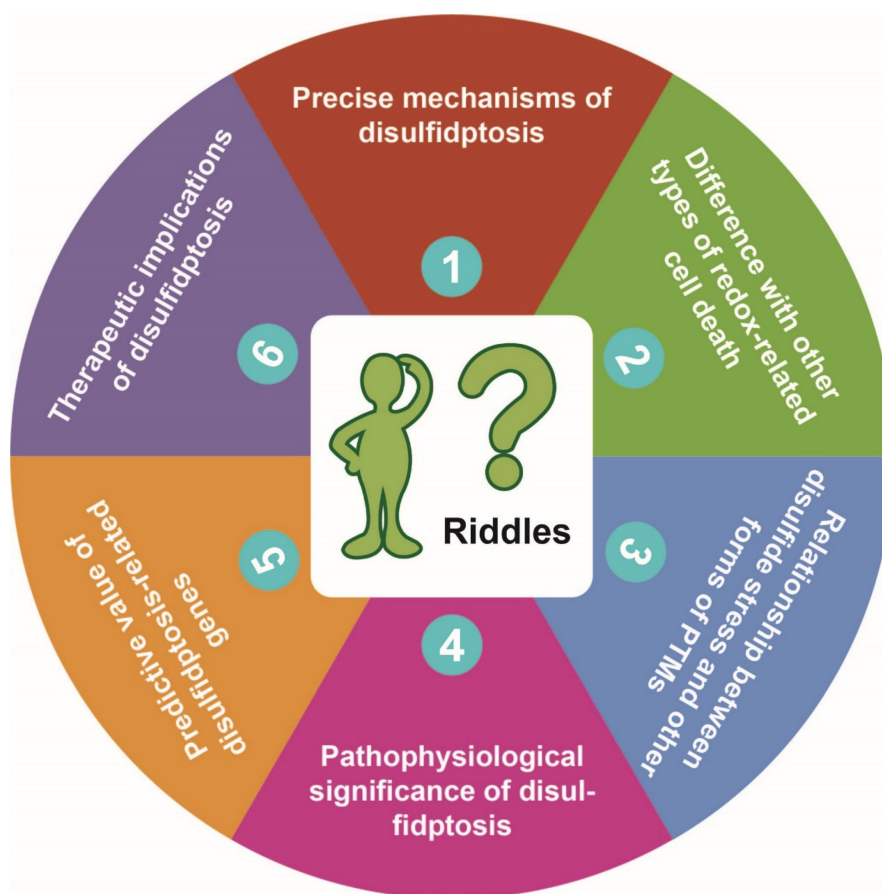 Precise mechanisms of
disulfidptosis
1
Difference with other
types of redox-related
cell death
2
Relationship between
disulfide stress and other
forms of PTMs
3
Pathophysiological
significance of disul-
fidptosis
4
Predictive value of
disulfidptosis-related
genes
5
Therapeutic implications
of disulfidptosis
6
?
Riddles